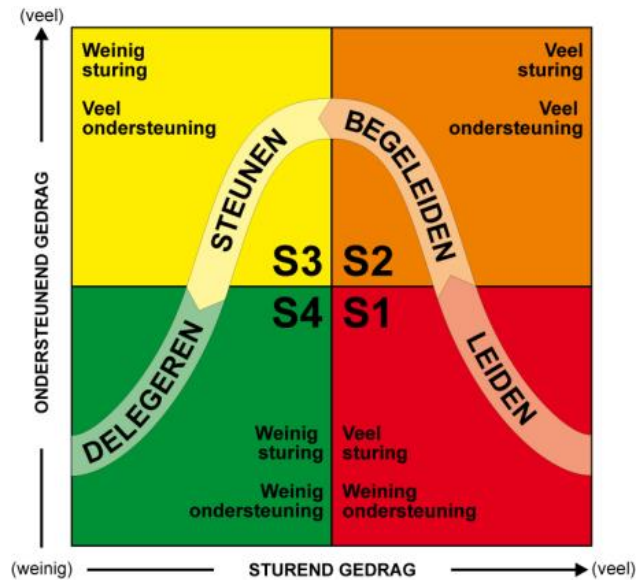 (veel)
Weinig
sturing
Veel
ondersteuning
Veel
sturing
Veel
ondersteuning
STEUNEN
BEGELEIDEN
ONDERSTEUNEND GEDRAG
S3
S2
S4
S1
DELEGEREN
LEIDEN
Weinig
sturing
Weinig
ondersteuning
Veel
sturing
Weining
ondersteuning
(weinig)
STUREND GEDRAG
(veel)